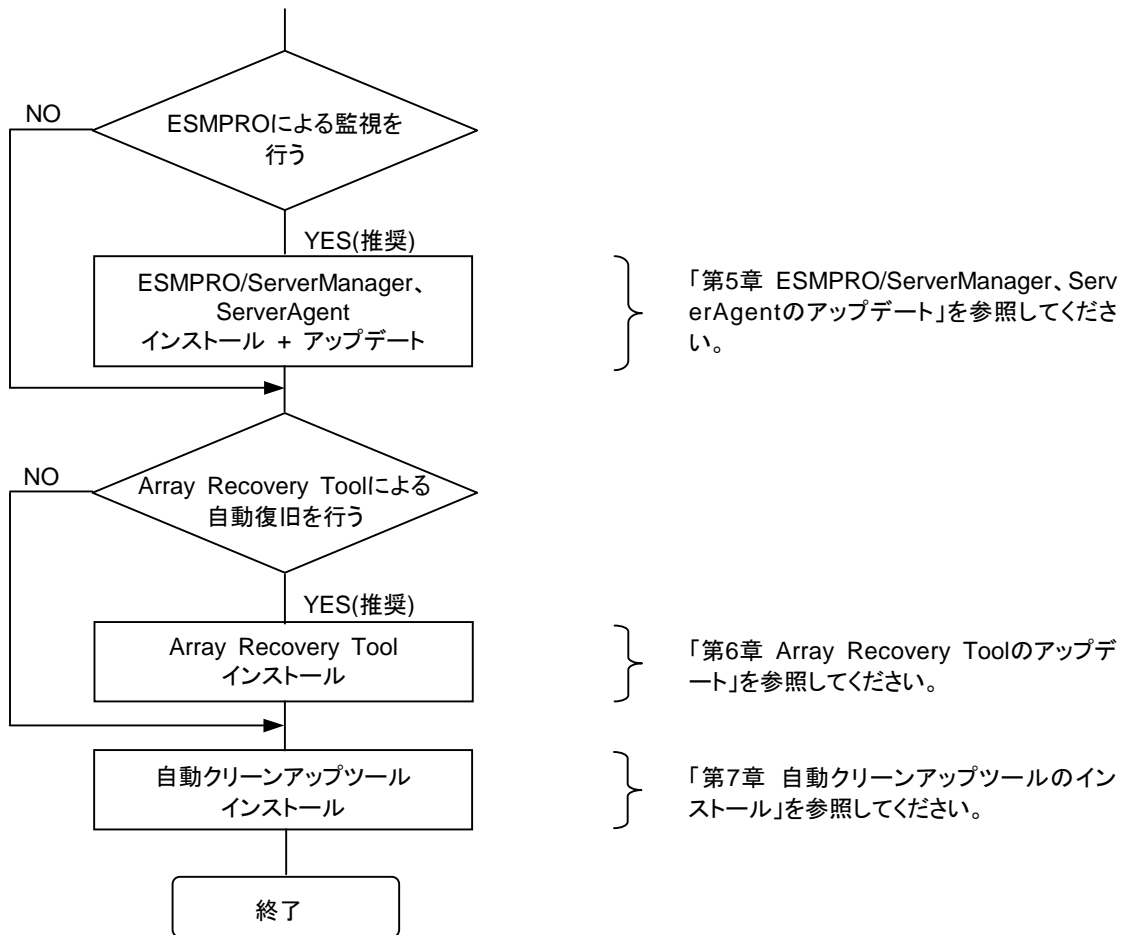 NO
ESMPROによる監視を
行う
YES(推奨)
ESMPRO/ServerManager、
ServerAgent
インストール + アップデート
「第5章 ESMPRO/ServerManager、Serv
erAgentのアップデート」を参照してくださ
い。
NO
Array Recovery Toolによる
自動復旧を行う
YES(推奨)
Array Recovery Tool
インストール
「第6章 Array Recovery Toolのアップデ
ート」を参照してください。
自動クリーンアップツール
インストール
「第7章 自動クリーンアップツールのイン
ストール」を参照してください。
終了